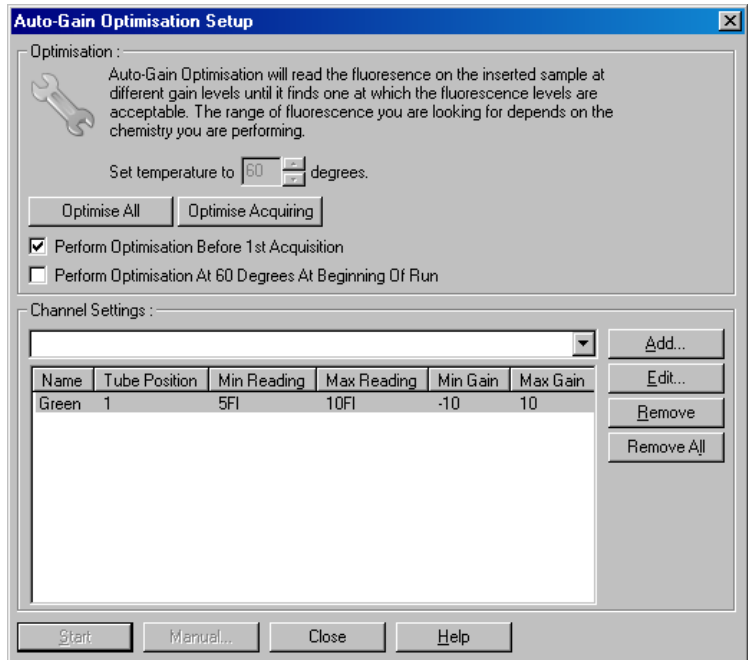 Auto-Gain Optimisation Setup
Optimisation :
Auto-Gain Optimisation will read the fluoresence on the inserted sample at
different gain levels until it finds one at which the fluorescence levels are
acceptable. The range of fluorescence you are looking for depends on the
chemistry you are performing.
Set temperature to 60 degrees.
Optimise All Optimise Acquiring
Perform Optimisation Before 1st Acquisition
Perform Optimisation At 60 Degrees At Beginning Of Run
Channel Settings :
Add...
Name Tube Position Min Reading Max Reading Min Gain Max Gain Edit...
Green 1 5Fl 10Fl -10 10
Remove
Remove All
Start Manual... Close Help